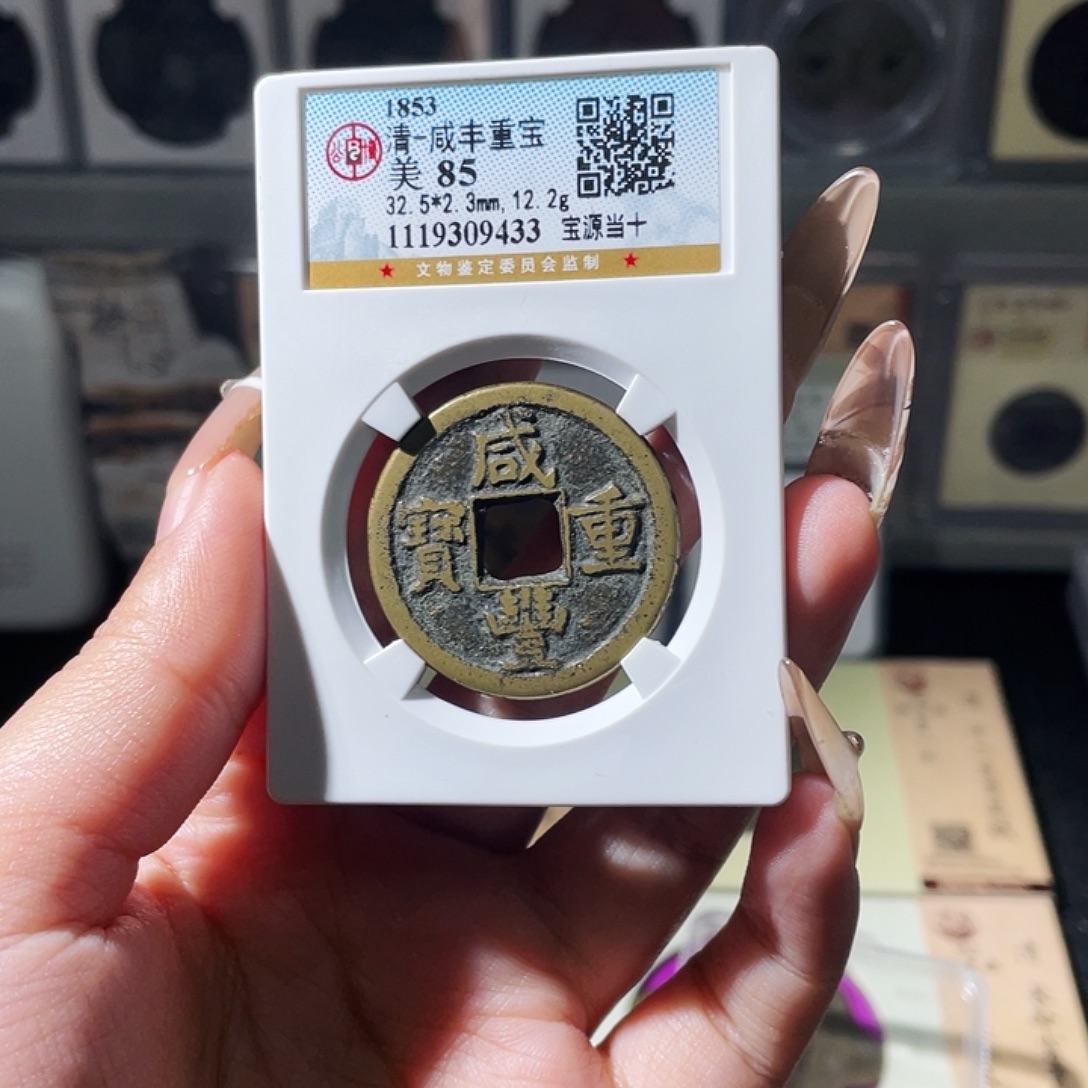 1853
清-咸丰重宝
美 85
32.5*2.3mm, 12.2g
1119309433 宝源当十
★ 文物鉴定委员会监制 ★
咸
豐
重
寶